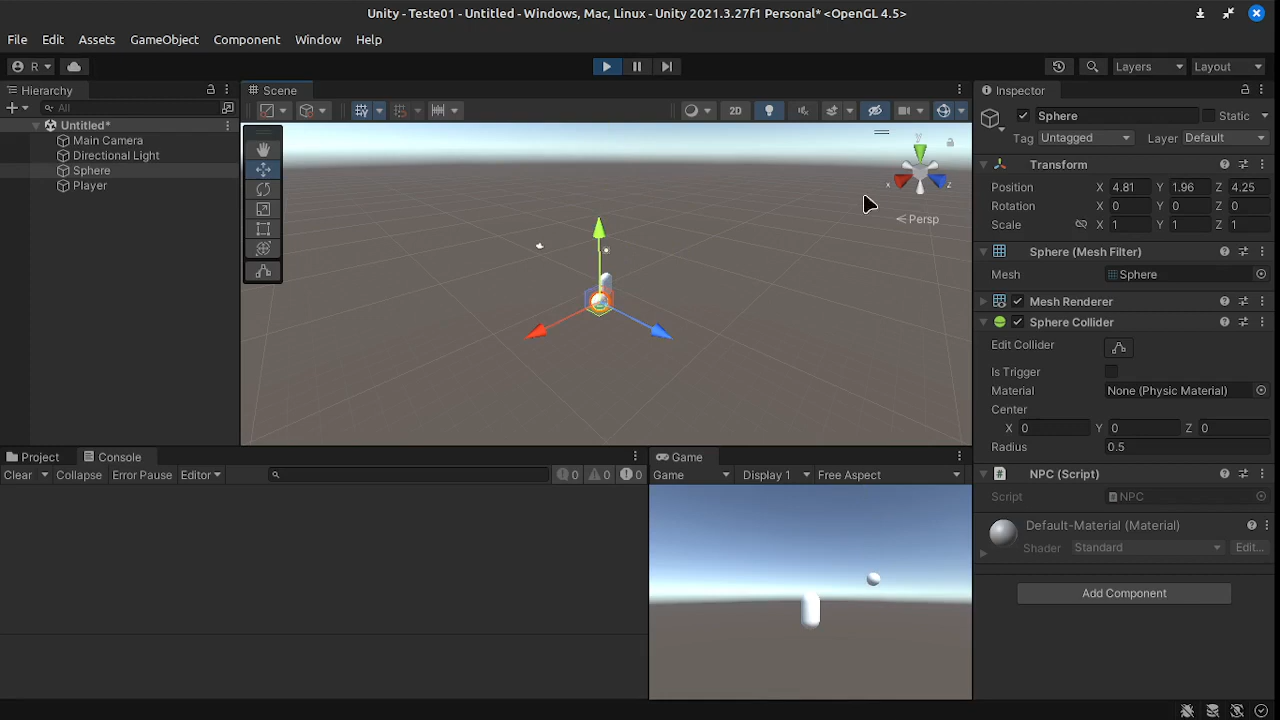 Unity - Teste01 - Untitled - Windows, Mac, Linux - Unity 2021.3.27f1 Personal* <OpenGL 4.5>
File Edit Assets GameObject Component Window Help
R Layers Layout
Hierarchy
All
Untitled*
Main Camera
Directional Light
Sphere
Player
Scene
2D
y
x z
Persp
Inspector
Sphere Static
Tag Untagged Layer Default
Transform
Position X 4.81 Y 1.96 Z 4.25
Rotation X 0 Y 0 Z 0
Scale X 1 Y 1 Z 1
Sphere (Mesh Filter)
Mesh Sphere
Mesh Renderer
Sphere Collider
Edit Collider
Is Trigger
Material None (Physic Material)
Center
X 0 Y 0 Z 0
Radius 0.5
NPC (Script)
Script NPC
Default-Material (Material)
Shader Standard Edit...
Add Component
Project Console
Clear Collapse Error Pause Editor 0 0 0
Game
Game Display 1 Free Aspect